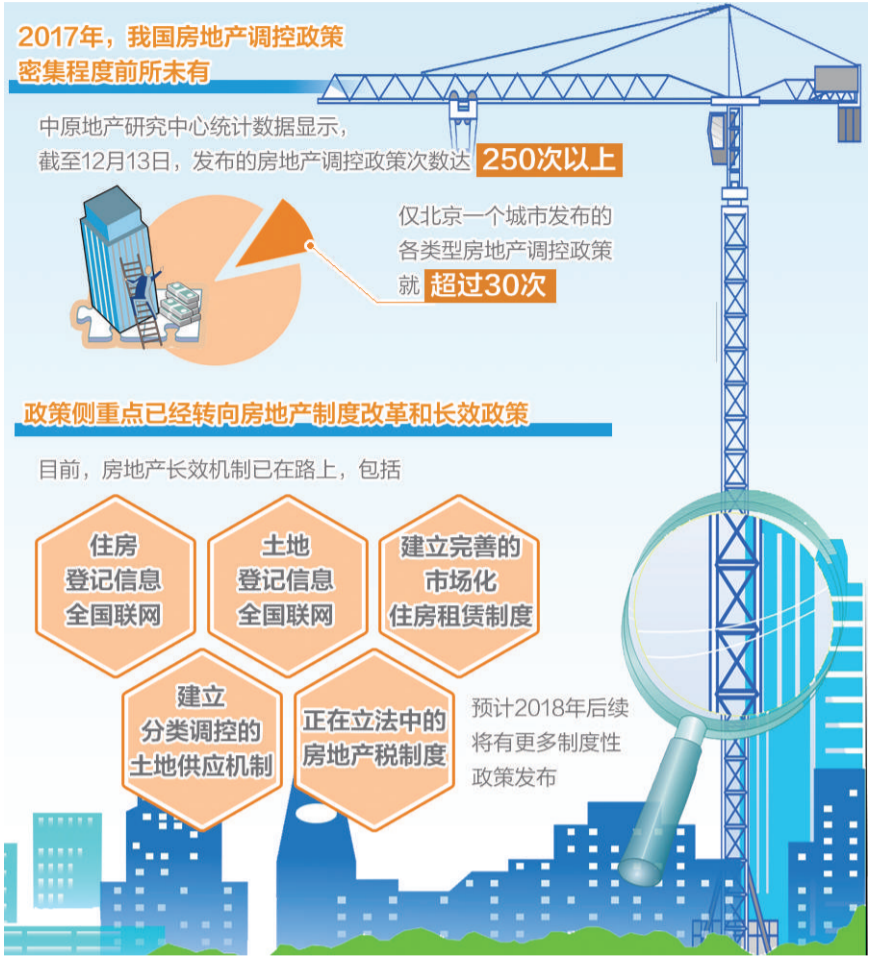 2017年，我国房地产调控政策
密集程度前所未有
中原地产研究中心统计数据显示，
截至12月13日，发布的房地产调控政策次数达 250次以上
仅北京一个城市发布的
各类型房地产调控政策
就 超过30次
政策侧重点已经转向房地产制度改革和长效政策
目前，房地产长效机制已在路上，包括
住房
登记信息
全国联网
土地
登记信息
全国联网
建立完善的
市场化
住房租赁制度
建立
分类调控的
土地供应机制
正在立法中的
房地产税制度
预计2018年后续
将有更多制度性
政策发布